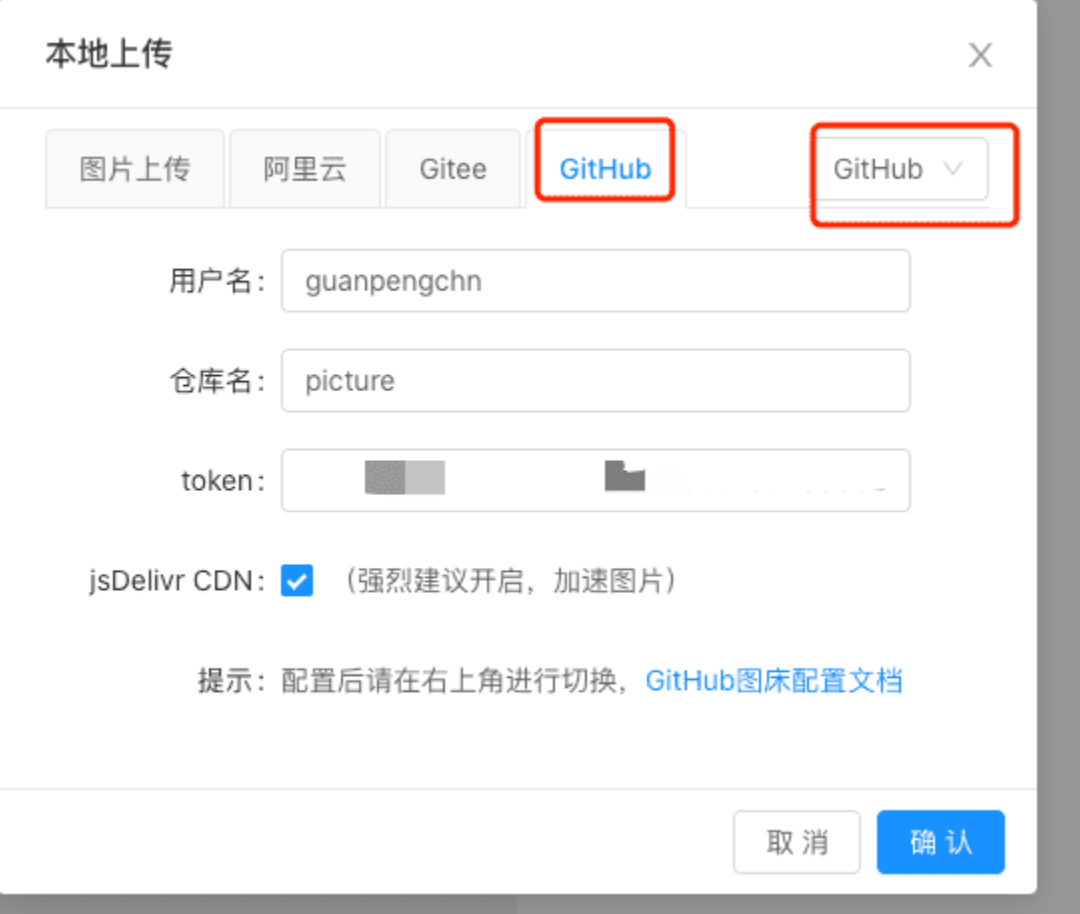 本地上传
图片上传 阿里云 Gitee GitHub GitHub
用户名: guanpengchn
仓库名: picture
token:
jsDelivr CDN: (强烈建议开启，加速图片)
提示: 配置后请在右上角进行切换，GitHub图床配置文档
取 消 确 认